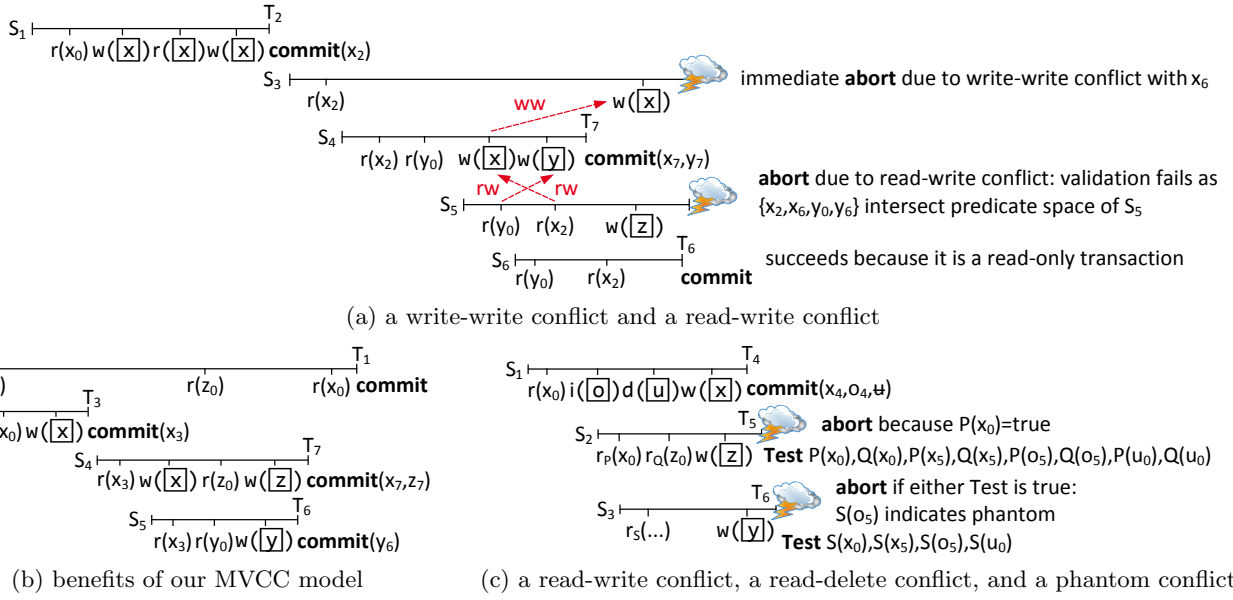 T2
S1
r(x0) w(x) r(x) w(x) commit(x2)
S3
immediate abort due to write-write conflict with x6
r(x2)
w(x)
ww
T7
S4
r(x2) r(y0) w(x)w(y) commit(x7,y7)
rw rw
abort due to read-write conflict: validation fails as
{x2,x6,y0,y6} intersect predicate space of S5
S5
r(y0) r(x2) w(z)
T6
S6
succeeds because it is a read-only transaction
r(y0) r(x2) commit
(a) a write-write conflict and a read-write conflict
T1
) r(z0) r(x0) commit
T3
x0) w(x) commit(x3)
T7
S4
r(x3) w(x) r(z0) w(z) commit(x7,z7)
T6
S5
r(x3) r(y0) w(y) commit(y6)
(b) benefits of our MVCC model
T4
S1
r(x0) i(o) d(u) w(x) commit(x4,o4,u)
T5
S2
abort because P(x0)=true
rP(x0) rQ(z0) w(z) Test P(x0),Q(x0),P(x5),Q(x5),P(o5),Q(o5),P(u0),Q(u0)
T6
S3
abort if either Test is true:
S(o5) indicates phantom
rS(...) w(y) Test S(x0),S(x5),S(o5),S(u0)
(c) a read-write conflict, a read-delete conflict, and a phantom conflict